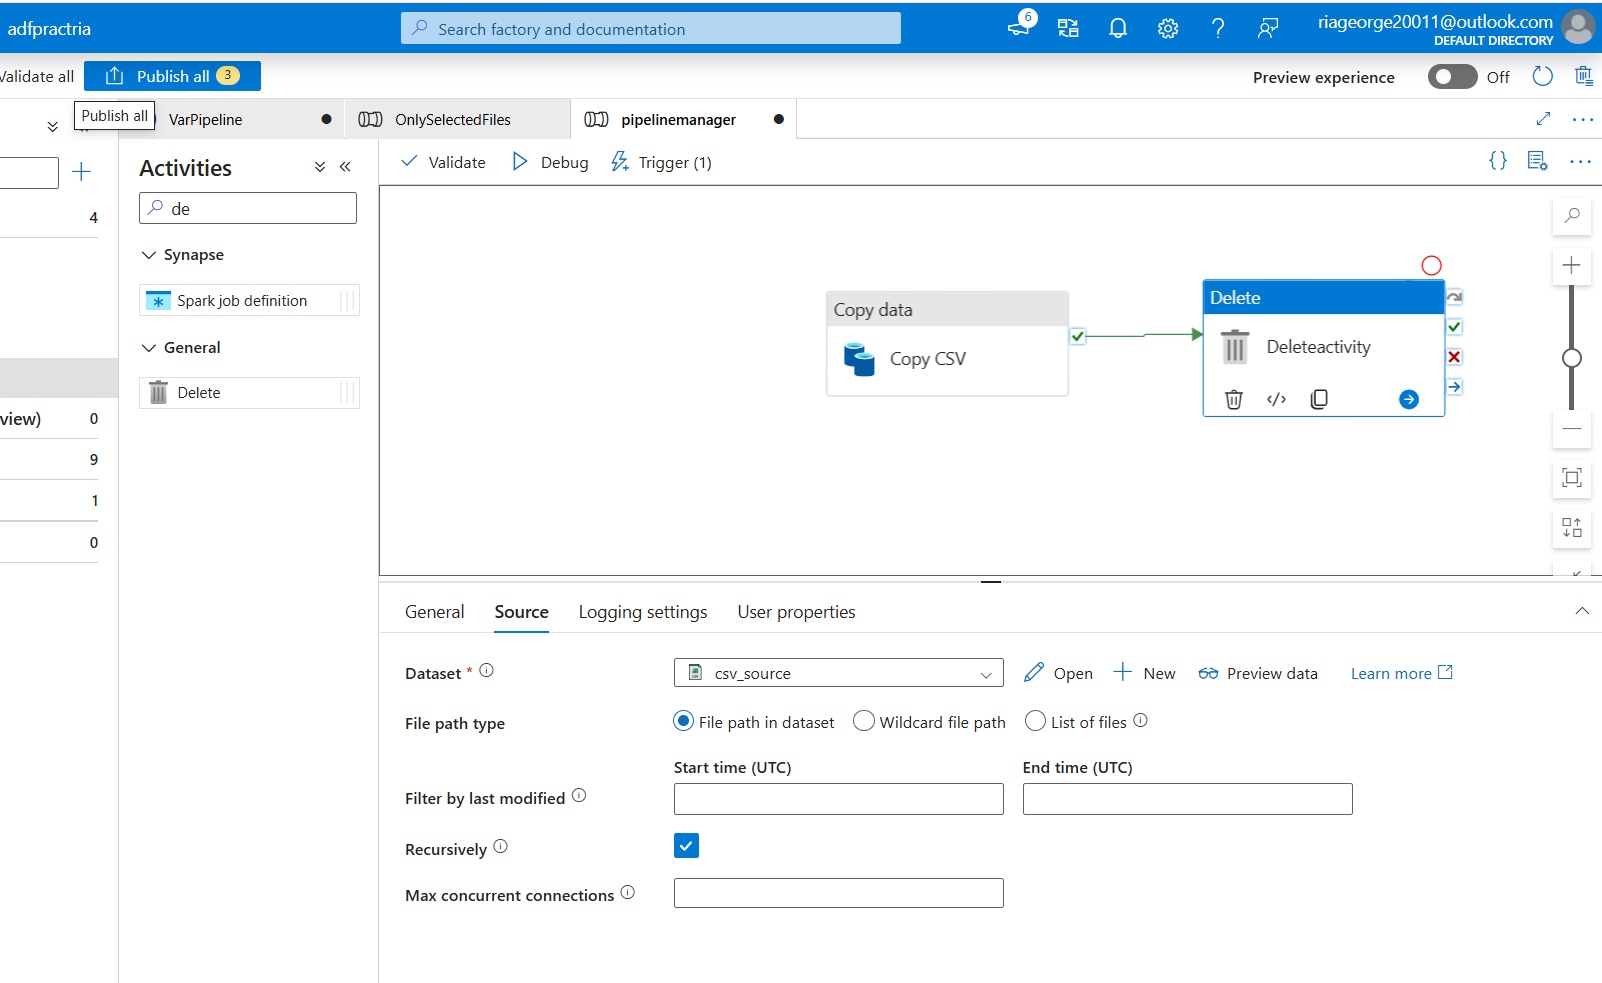 adfpractria
Search factory and documentation
6
riageorge20011@outlook.com
DEFAULT DIRECTORY
Validate all
Publish all 3
Preview experience
Off
Publish all
VarPipeline
OnlySelectedFiles
pipelinemanager
Activities
Validate
Debug
Trigger (1)
{}
de
4
Synapse
Spark job definition
General
Delete
view) 0
9
1
0
Copy data
Copy CSV
Delete
Deleteactivity
</>
General
Source
Logging settings
User properties
Dataset *
csv_source
Open
New
Preview data
Learn more
File path type
File path in dataset
Wildcard file path
List of files
Start time (UTC)
End time (UTC)
Filter by last modified
Recursively
Max concurrent connections